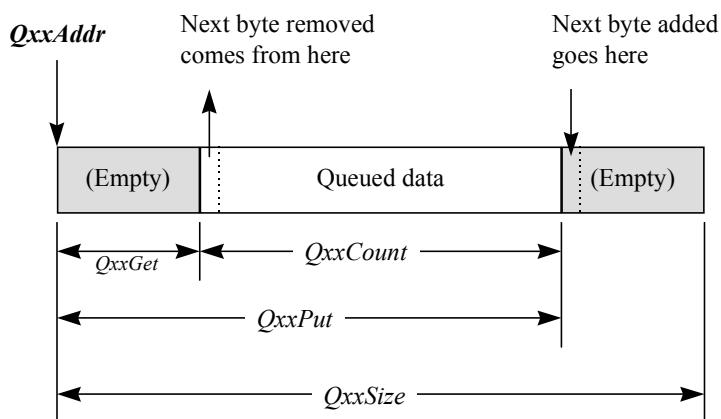 QxxAddr
Next byte removed
comes from here
Next byte added
goes here
(Empty)
Queued data
(Empty)
QxxGet
QxxCount
QxxPut
QxxSize